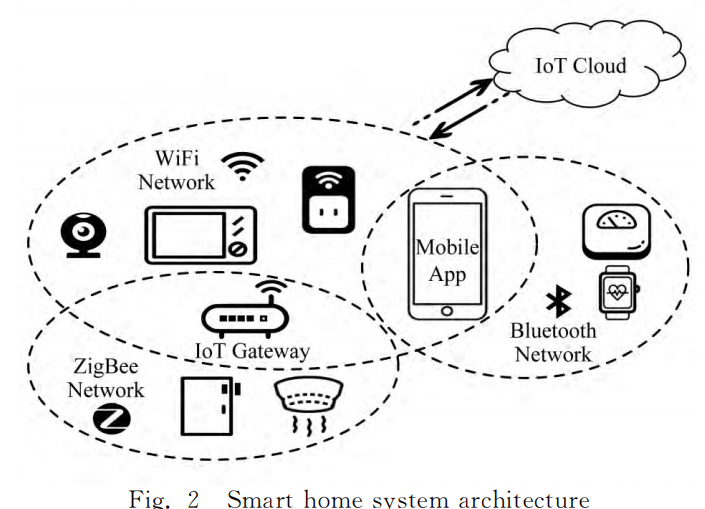 IoT Cloud
WiFi
Network
Mobile
App
IoT Gateway
Bluetooth
Network
ZigBee
Network
Fig. 2 Smart home system architecture